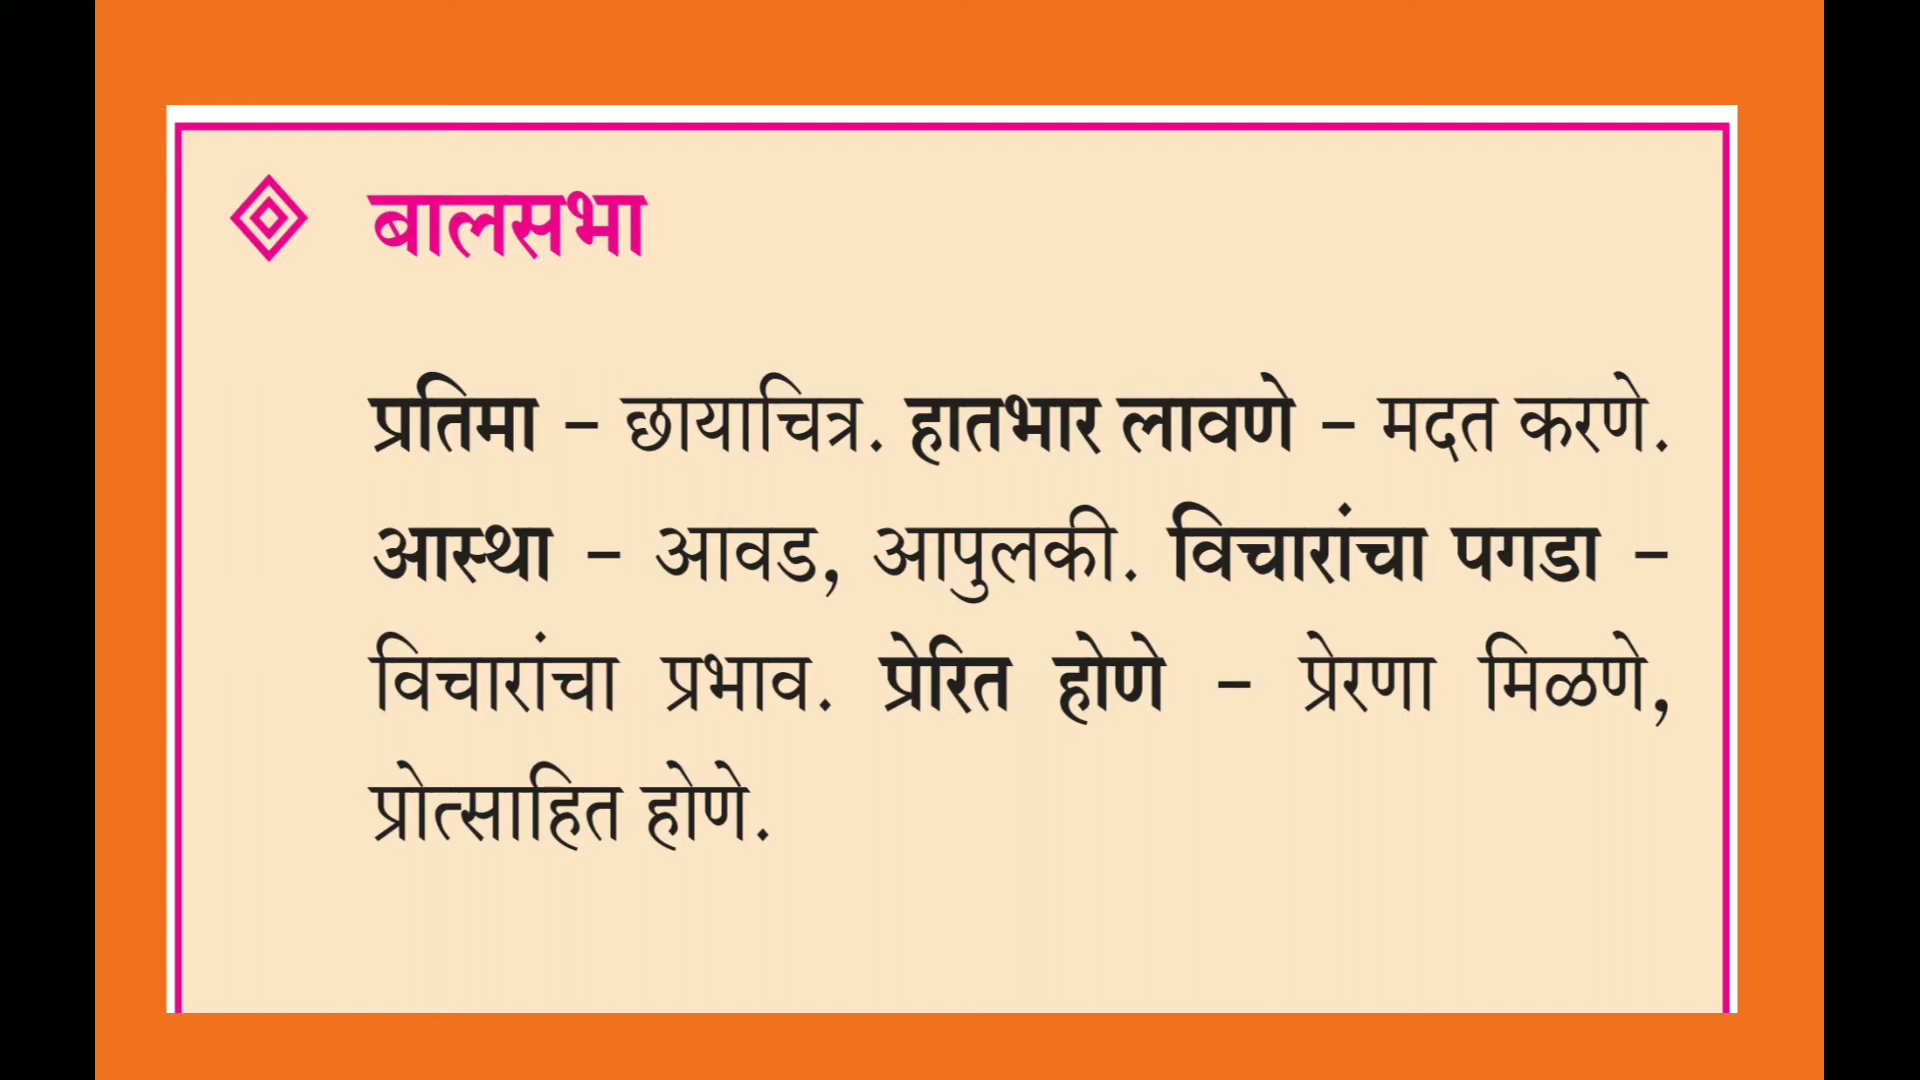 बालसभा
प्रतिमा – छायाचित्र. हातभार लावणे – मदत करणे.
आस्था – आवड, आपुलकी. विचारांचा पगडा –
विचारांचा प्रभाव. प्रेरित होणे – प्रेरणा मिळणे,
प्रोत्साहित होणे.